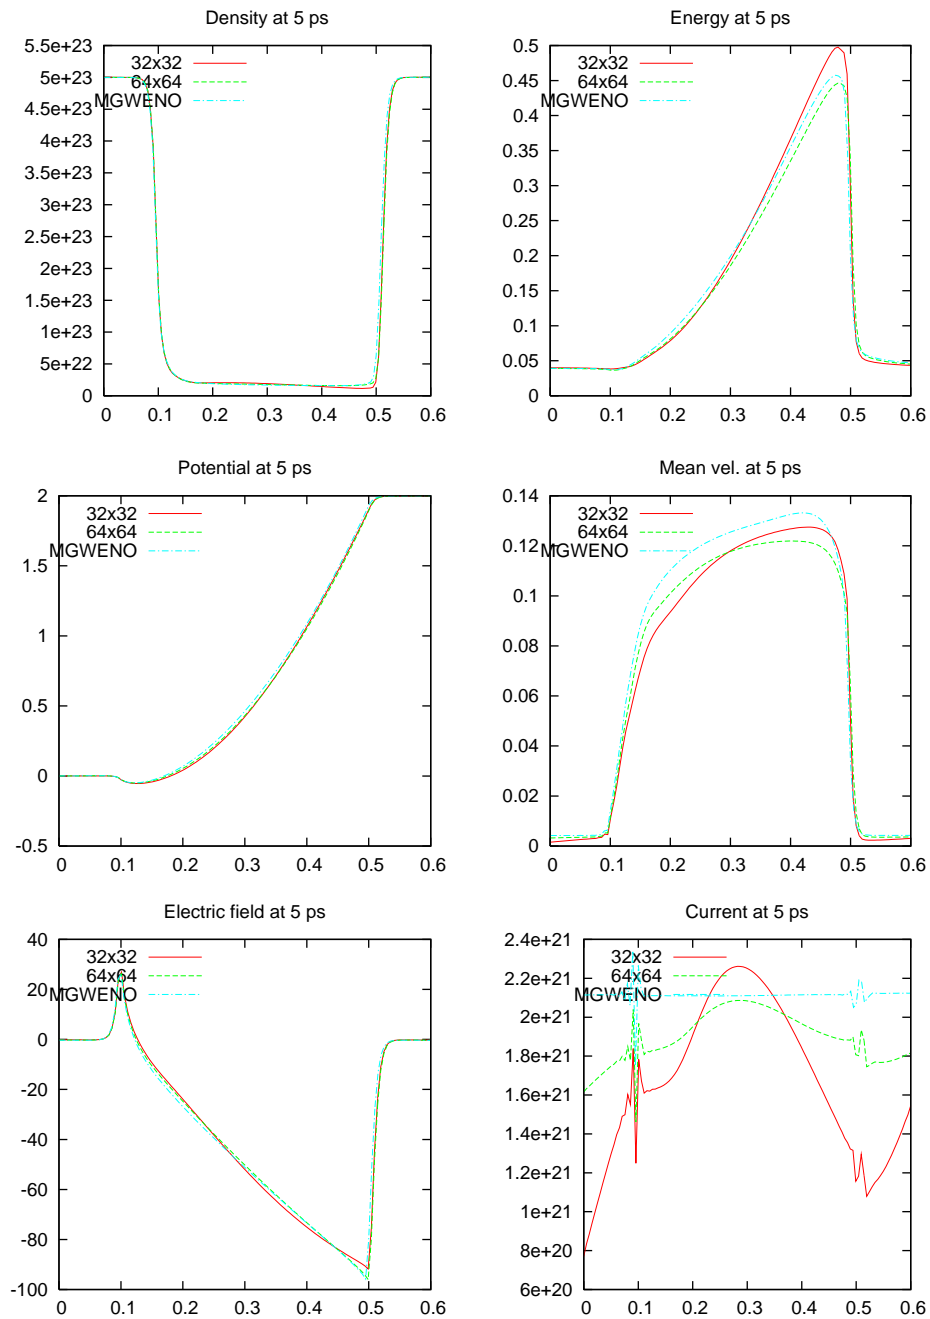 Density at 5 ps
5.5e+23
5e+23
4.5e+23
4e+23
3.5e+23
3e+23
2.5e+23
2e+23
1.5e+23
1e+23
5e+22
0
32x32
64x64
MGWENO
0 0.1 0.2 0.3 0.4 0.5 0.6
Energy at 5 ps
0.5
0.45
0.4
0.35
0.3
0.25
0.2
0.15
0.1
0.05
0
32x32
64x64
MGWENO
0 0.1 0.2 0.3 0.4 0.5 0.6
Potential at 5 ps
2
1.5
1
0.5
0
-0.5
32x32
64x64
MGWENO
0 0.1 0.2 0.3 0.4 0.5 0.6
Mean vel. at 5 ps
0.14
0.12
0.1
0.08
0.06
0.04
0.02
0
32x32
64x64
MGWENO
0 0.1 0.2 0.3 0.4 0.5 0.6
Electric field at 5 ps
40
20
0
-20
-40
-60
-80
-100
32x32
64x64
MGWENO
0 0.1 0.2 0.3 0.4 0.5 0.6
Current at 5 ps
2.4e+21
2.2e+21
2e+21
1.8e+21
1.6e+21
1.4e+21
1.2e+21
1e+21
8e+20
6e+20
32x32
64x64
MGWENO
0 0.1 0.2 0.3 0.4 0.5 0.6